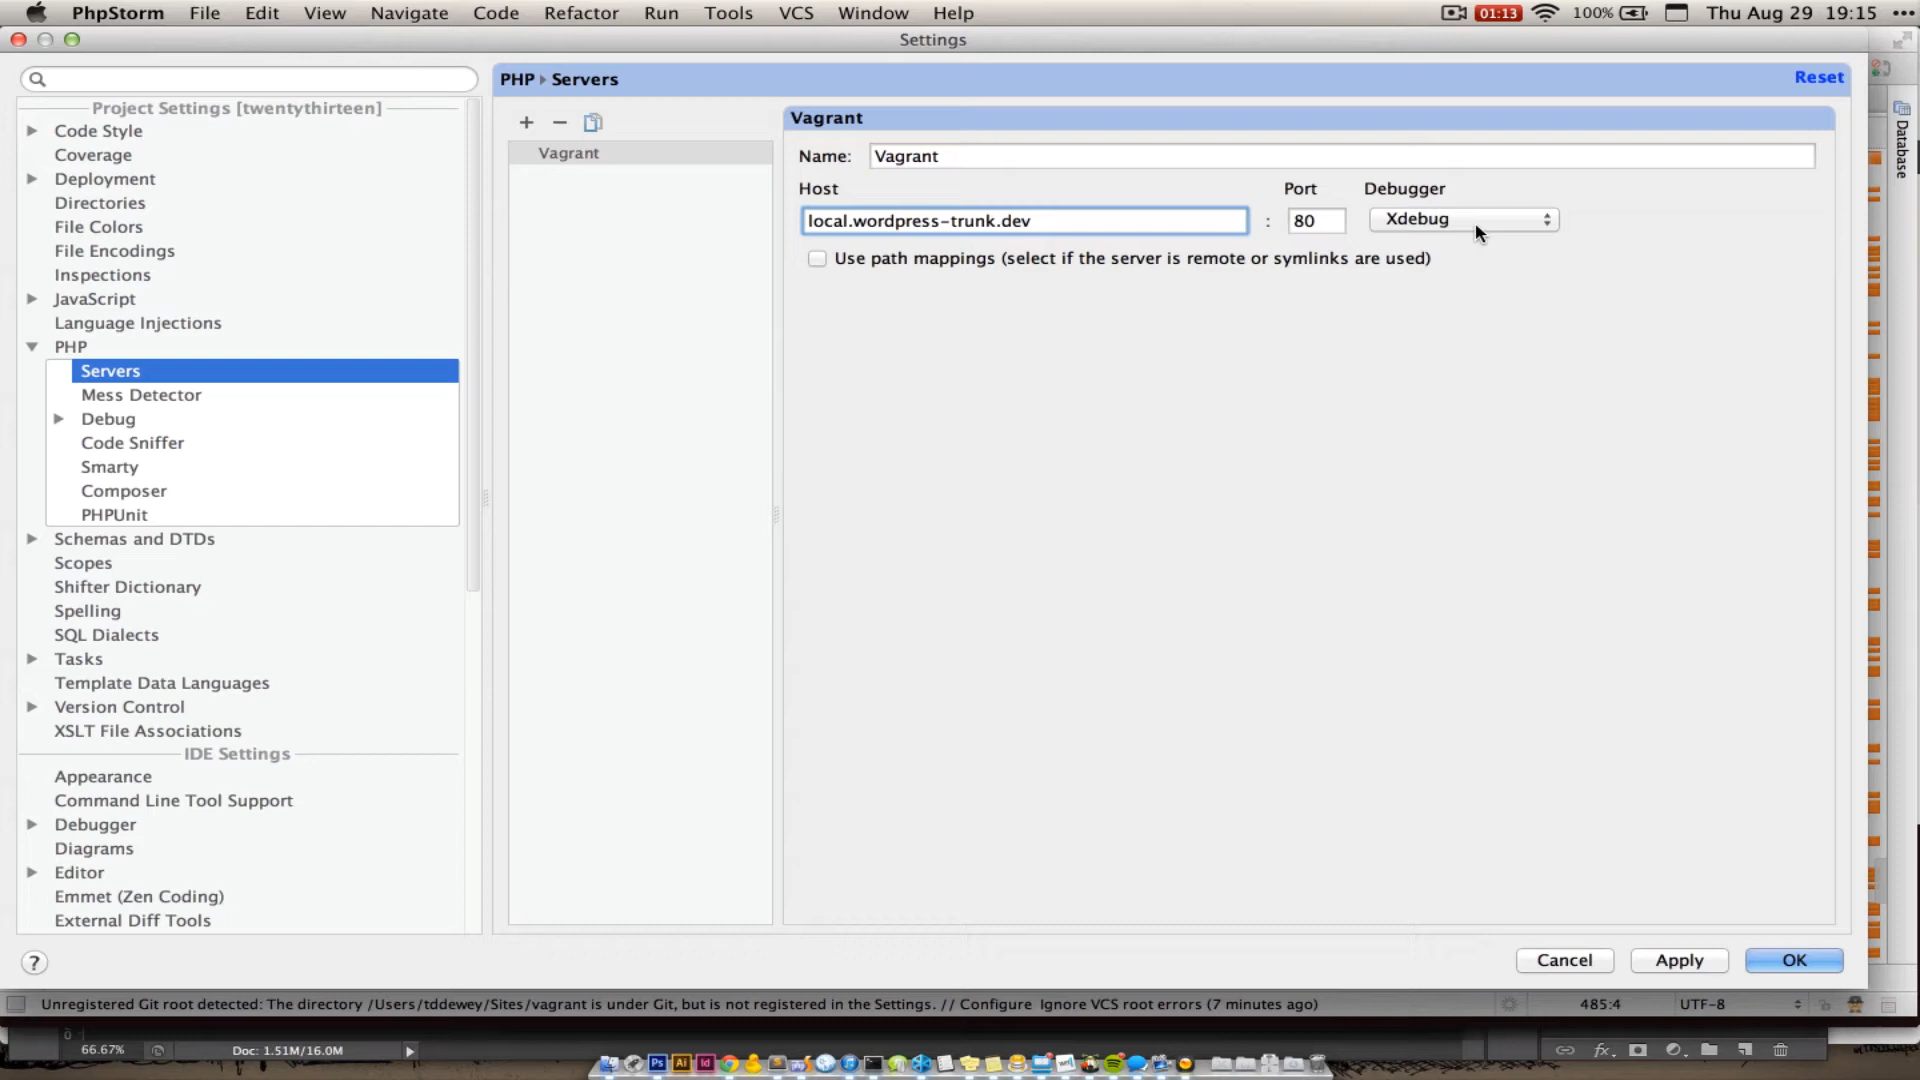 PhpStorm File Edit View Navigate Code Refactor Run Tools VCS Window Help 01:13 100% Thu Aug 29 19:15
Settings
Project Settings [twentythirteen]
Code Style
Coverage
Deployment
Directories
File Colors
File Encodings
Inspections
JavaScript
Language Injections
PHP
Servers
Mess Detector
Debug
Code Sniffer
Smarty
Composer
PHPUnit
Schemas and DTDs
Scopes
Shifter Dictionary
Spelling
SQL Dialects
Tasks
Template Data Languages
Version Control
XSLT File Associations
IDE Settings
Appearance
Command Line Tool Support
Debugger
Diagrams
Editor
Emmet (Zen Coding)
External Diff Tools
?
PHP Servers Reset
Vagrant
Vagrant
Name: Vagrant
Host Port Debugger
local.wordpress-trunk.dev : 80 Xdebug
Use path mappings (select if the server is remote or symlinks are used)
Cancel Apply OK
Database
Unregistered Git root detected: The directory /Users/tddewey/Sites/vagrant is under Git, but is not registered in the Settings. // Configure Ignore VCS root errors (7 minutes ago) 485:4 UTF-8
66.67% Doc: 1.51M/16.0M fx
Ps Ai Id